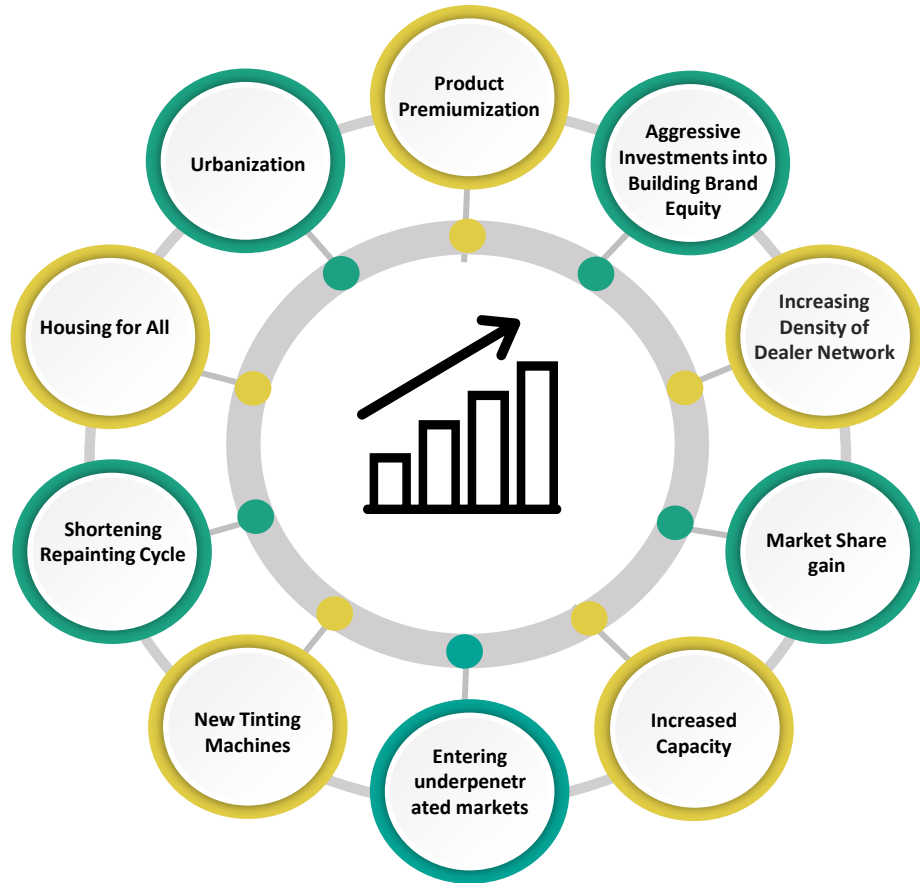 Product
Premiumization
Aggressive
Investments into
Building Brand
Equity
Increasing
Density of
Dealer Network
Market Share
gain
Increased
Capacity
Entering
underpenetr
ated markets
New Tinting
Machines
Shortening
Repainting Cycle
Housing for All
Urbanization